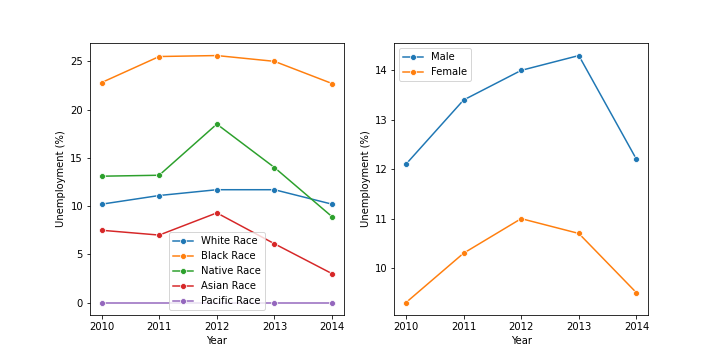 25
20
15
10
5
0
Unemployment (%)
White Race
Black Race
Native Race
Asian Race
Pacific Race
2010 2011 2012 2013 2014
Year
14
13
12
11
10
Unemployment (%)
Male
Female
2010 2011 2012 2013 2014
Year